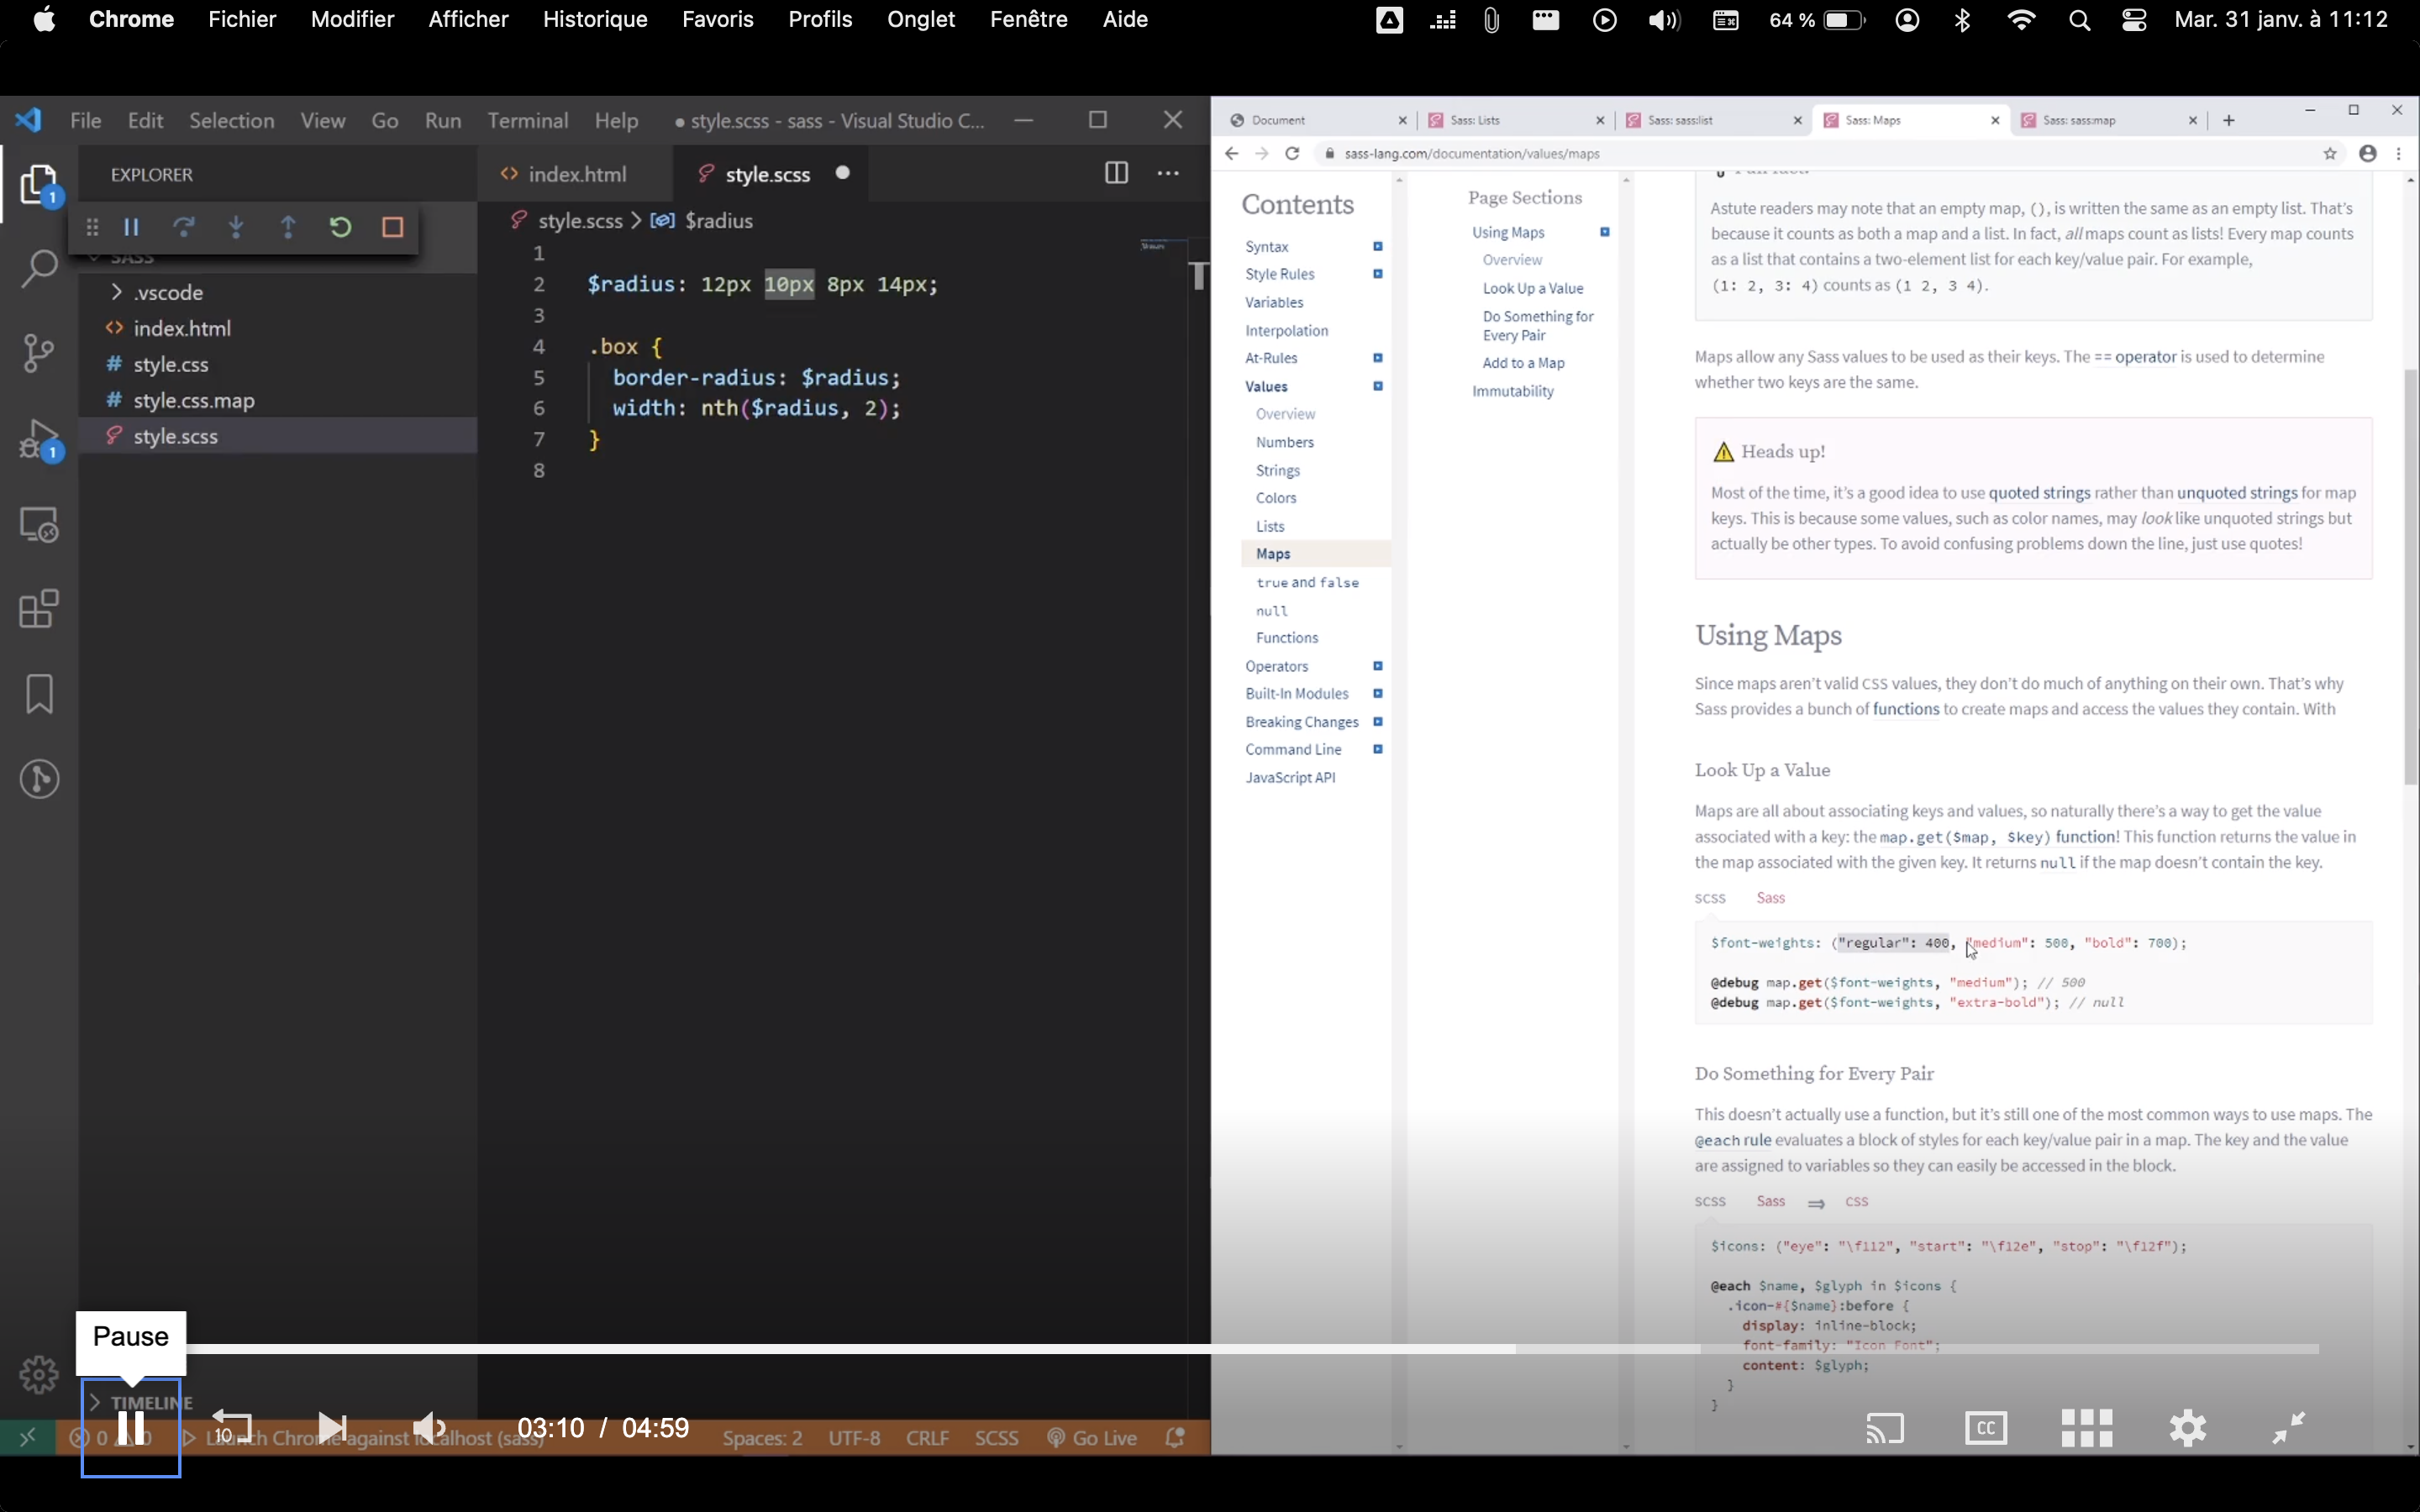 Chrome Fichier Modifier Afficher Historique Favoris Profils Onglet Fenêtre Aide 64 % Mar. 31 janv. à 11:12
File Edit Selection View Go Run Terminal Help ● style.scss - sass - Visual Studio C...
EXPLORER
index.html style.scss
style.scss > $radius
SASS
.vscode
index.html
style.css
style.css.map
style.scss
1
2 $radius: 12px 10px 8px 14px;
3
4 .box {
5 border-radius: $radius;
6 width: nth($radius, 2);
7 }
8
1
1
TIMELINE
Pause
10
03:10 / 04:59
0 0 Launch Chrome against localhost (sass) Spaces: 2 UTF-8 CRLF SCSS Go Live
CC
Document Sass: Lists Sass: sass:list Sass: Maps Sass: sass:map
sass-lang.com/documentation/values/maps
Contents
Syntax
Style Rules
Variables
Interpolation
At-Rules
Values
Overview
Numbers
Strings
Colors
Lists
Maps
true and false
null
Functions
Operators
Built-In Modules
Breaking Changes
Command Line
JavaScript API
Page Sections
Using Maps
Overview
Look Up a Value
Do Something for
Every Pair
Add to a Map
Immutability
Astute readers may note that an empty map, (), is written the same as an empty list. That's
because it counts as both a map and a list. In fact, all maps count as lists! Every map counts
as a list that contains a two-element list for each key/value pair. For example,
(1: 2, 3: 4) counts as (1 2, 3 4).
Maps allow any Sass values to be used as their keys. The == operator is used to determine
whether two keys are the same.
Heads up!
Most of the time, it's a good idea to use quoted strings rather than unquoted strings for map
keys. This is because some values, such as color names, may look like unquoted strings but
actually be other types. To avoid confusing problems down the line, just use quotes!
Using Maps
Since maps aren't valid CSS values, they don't do much of anything on their own. That's why
Sass provides a bunch of functions to create maps and access the values they contain. With
Look Up a Value
Maps are all about associating keys and values, so naturally there's a way to get the value
associated with a key: the map.get($map, $key) function! This function returns the value in
the map associated with the given key. It returns null if the map doesn't contain the key.
SCSS Sass
$font-weights: ("regular": 400, "medium": 500, "bold": 700);
@debug map.get($font-weights, "medium"); // 500
@debug map.get($font-weights, "extra-bold"); // null
Do Something for Every Pair
This doesn't actually use a function, but it's still one of the most common ways to use maps. The
@each rule evaluates a block of styles for each key/value pair in a map. The key and the value
are assigned to variables so they can easily be accessed in the block.
SCSS Sass CSS
$icons: ("eye": "\f112", "start": "\f12e", "stop": "\f12f");
@each $name, $glyph in $icons {
.icon-#{$name}:before {
display: inline-block;
font-family: "Icon Font";
content: $glyph;
}
}